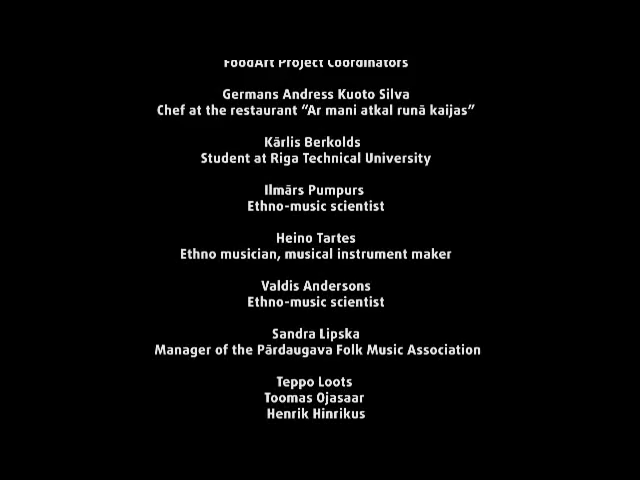 FoodArt Project Coordinators
Germans Andress Kuoto Silva
Chef at the restaurant “Ar mani atkal runā kaijas”
Kārlis Berkolds
Student at Riga Technical University
Ilmārs Pumpurs
Ethno-music scientist
Heino Tartes
Ethno musician, musical instrument maker
Valdis Andersons
Ethno-music scientist
Sandra Lipska
Manager of the Pārdaugava Folk Music Association
Teppo Loots
Toomas Ojasaar
Henrik Hinrikus